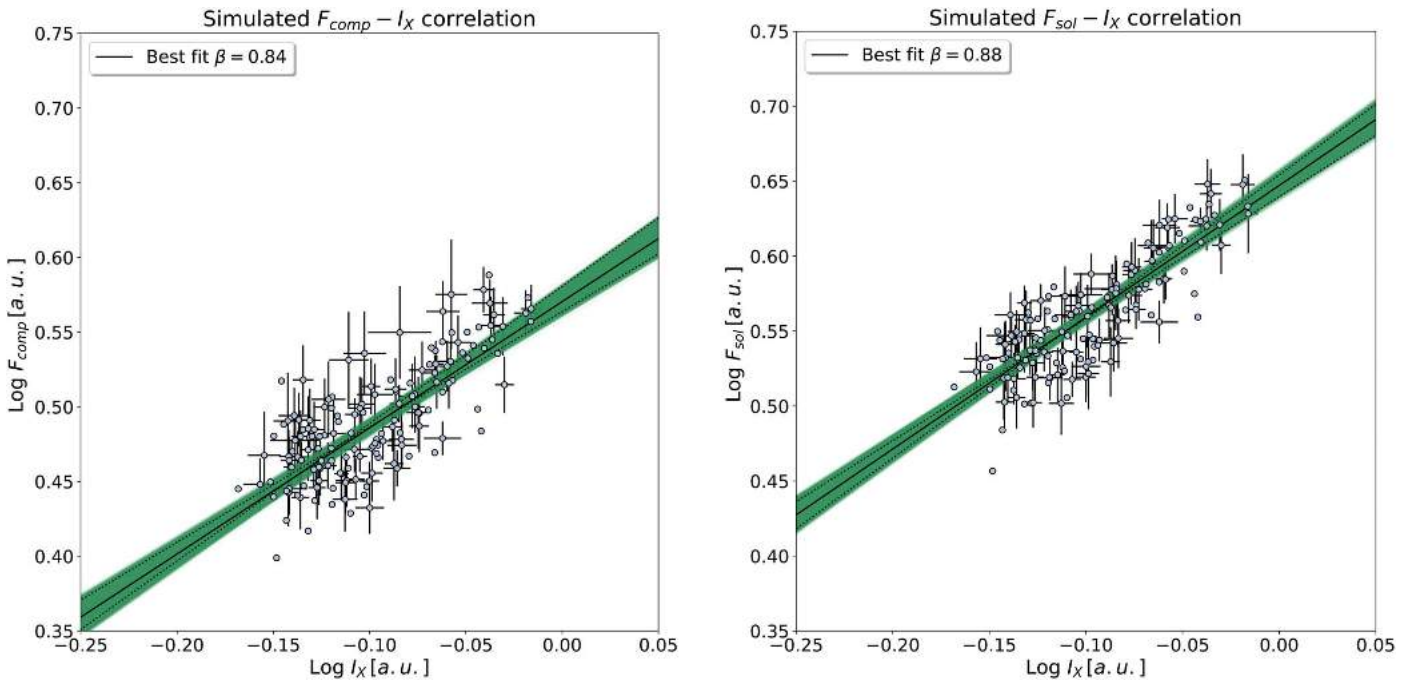 Simulated F_comp − I_X correlation
Best fit β = 0.84
0.75
0.70
0.65
0.60
0.55
0.50
0.45
0.40
0.35
Log F_comp [a. u.]
−0.25 −0.20 −0.15 −0.10 −0.05 0.00 0.05
Log I_X [a. u.]
Simulated F_sol − I_X correlation
Best fit β = 0.88
0.75
0.70
0.65
0.60
0.55
0.50
0.45
0.40
0.35
Log F_sol [a. u.]
−0.25 −0.20 −0.15 −0.10 −0.05 0.00 0.05
Log I_X [a. u.]